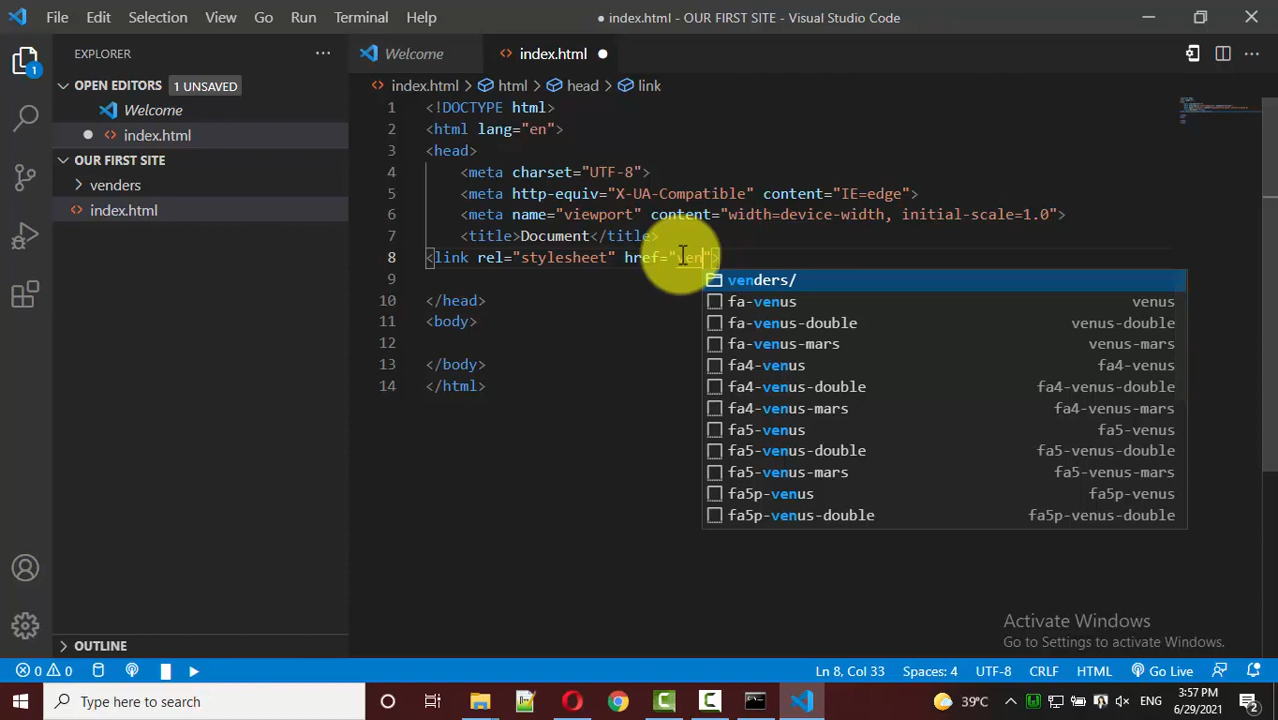 File Edit Selection View Go Run Terminal Help
● index.html - OUR FIRST SITE - Visual Studio Code
EXPLORER
Welcome
index.html
OPEN EDITORS 1 UNSAVED
Welcome
index.html
OUR FIRST SITE
venders
index.html
OUTLINE
1
index.html > html > head > link
1 <!DOCTYPE html>
2 <html lang="en">
3 <head>
4 <meta charset="UTF-8">
5 <meta http-equiv="X-UA-Compatible" content="IE=edge">
6 <meta name="viewport" content="width=device-width, initial-scale=1.0">
7 <title>Document</title>
8 <link rel="stylesheet" href="ven">
9
10 </head>
11 <body>
12
13 </body>
14 </html>
venders/
fa-venus venus
fa-venus-double venus-double
fa-venus-mars venus-mars
fa4-venus fa4-venus
fa4-venus-double fa4-venus-double
fa4-venus-mars fa4-venus-mars
fa5-venus fa5-venus
fa5-venus-double fa5-venus-double
fa5-venus-mars fa5-venus-mars
fa5p-venus fa5p-venus
fa5p-venus-double fa5p-venus-double
Activate Windows
Go to Settings to activate Windows.
0 0
Ln 8, Col 33 Spaces: 4 UTF-8 CRLF HTML Go Live
Type here to search
39°C ENG
3:57 PM
6/29/2021
2